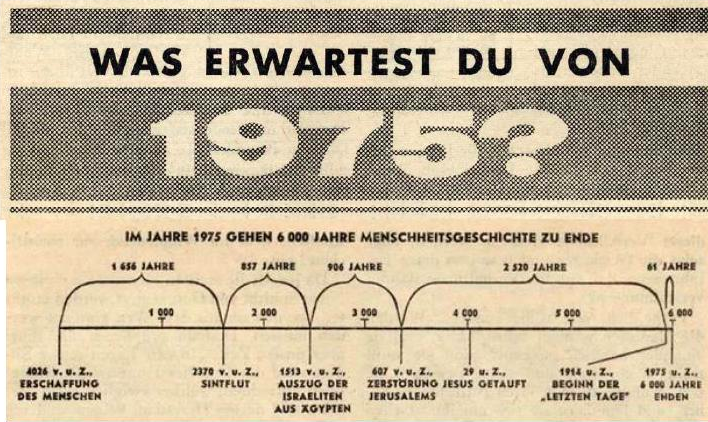 WAS ERWARTEST DU VON
1975?
IM JAHRE 1975 GEHEN 6 000 JAHRE MENSCHHEITSGESCHICHTE ZU ENDE
1 656 JAHRE 857 JAHRE 906 JAHRE 2 520 JAHRE 61 JAHRE
1 000 2 000 3 000 4 000 5 000 6 000
4026 v. u. Z., ERSCHAFFUNG DES MENSCHEN
2370 v. u. Z., SINTFLUT
1513 v. u. Z., AUSZUG DER ISRAELITEN AUS ÄGYPTEN
607 v. u. Z., ZERSTÖRUNG JERUSALEMS
29 u. Z., JESUS GETAUFT
1914 u. Z., BEGINN DER „LETZTEN TAGE"
1975 u. Z., 6 000 JAHRE ENDEN